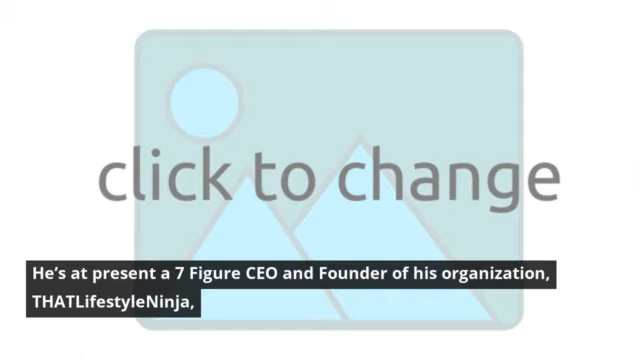 click to change
He's at present a 7 Figure CEO and Founder of his organization,
THATLifestyleNinja,